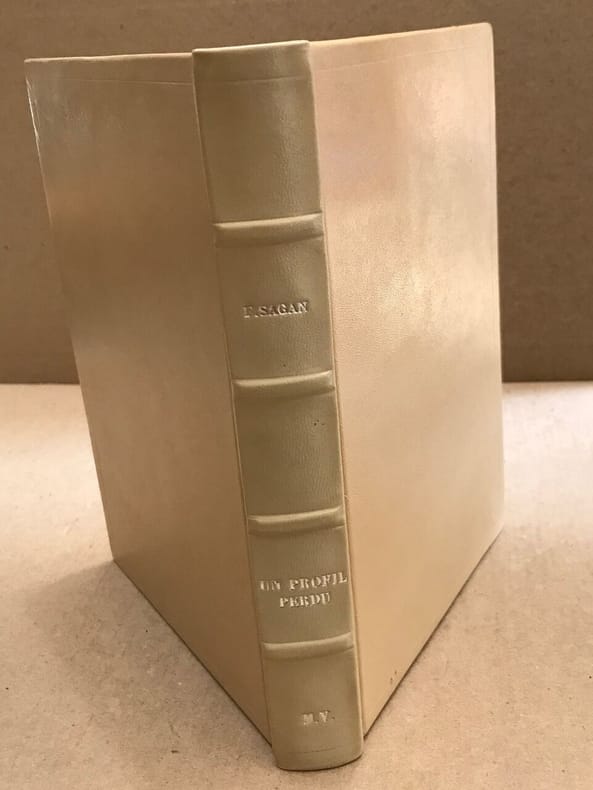 F.SAGAN
UN PROFIL
PERDU
M.V.